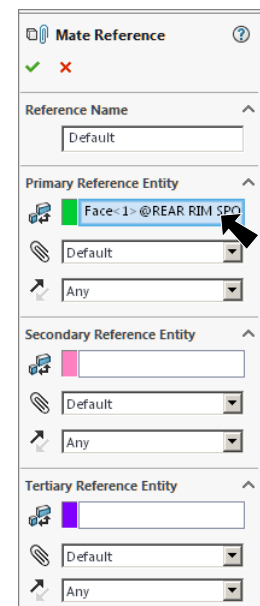 Mate Reference
Reference Name
Default
Primary Reference Entity
Face<1>@REAR RIM SPO
Default
Any
Secondary Reference Entity
Default
Any
Tertiary Reference Entity
Default
Any